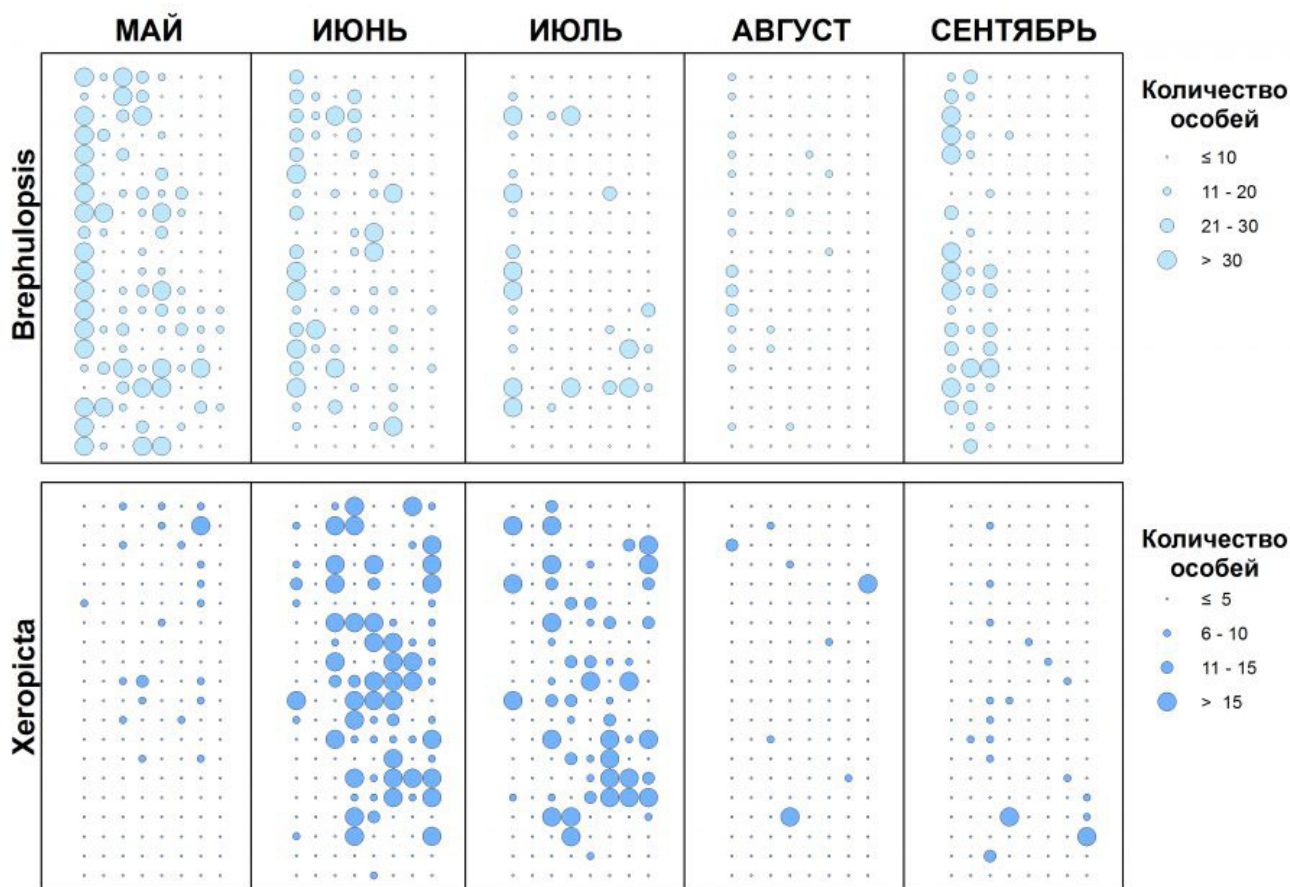 МАЙ ИЮНЬ ИЮЛЬ АВГУСТ СЕНТЯБРЬ
Brephulopsis
Количество
особей
≤ 10
11 - 20
21 - 30
> 30
Xeropicta
Количество
особей
≤ 5
6 - 10
11 - 15
> 15